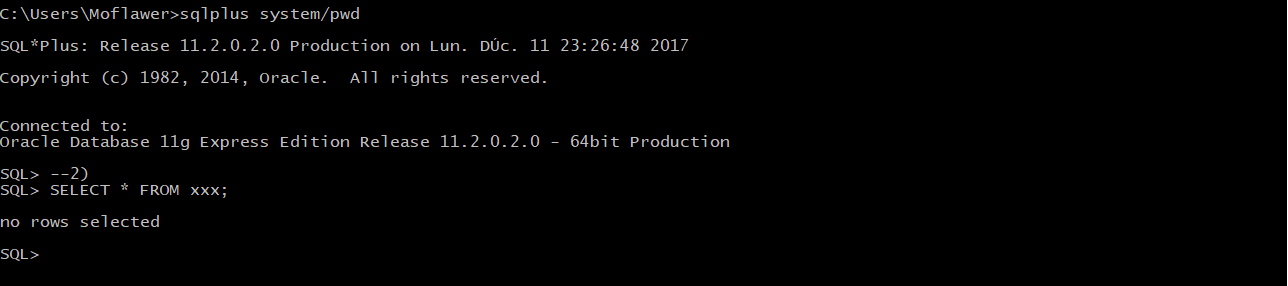 C:\Users\Moflawer>sqlplus system/pwd
SQL*Plus: Release 11.2.0.2.0 Production on Lun. DÚc. 11 23:26:48 2017
Copyright (c) 1982, 2014, Oracle.  All rights reserved.
Connected to:
Oracle Database 11g Express Edition Release 11.2.0.2.0 - 64bit Production
SQL> --2)
SQL> SELECT * FROM xxx;
no rows selected
SQL>